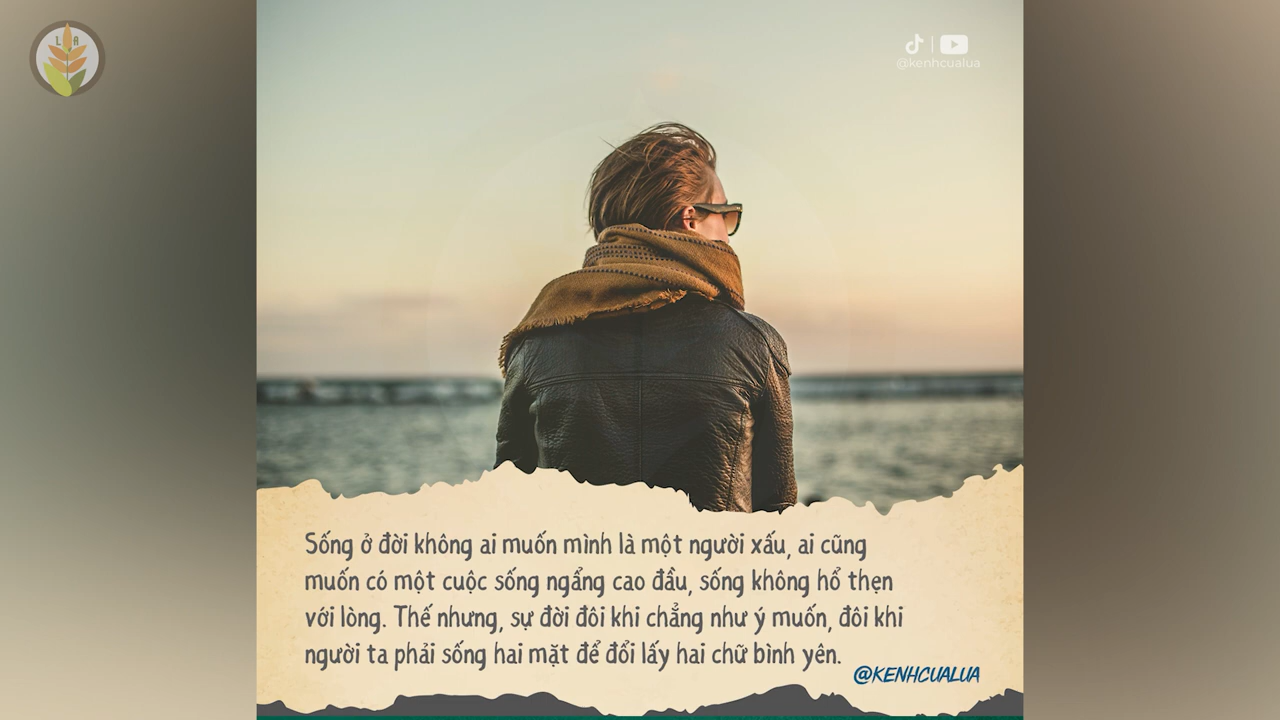 L A
@kenhcualua
Sống ở đời không ai muốn mình là một người xấu, ai cũng
muốn có một cuộc sống ngẩng cao đầu, sống không hổ thẹn
với lòng. Thế nhưng, sự đời đôi khi chẳng như ý muốn, đôi khi
người ta phải sống hai mặt để đổi lấy hai chữ bình yên.
@KENHCUALUA